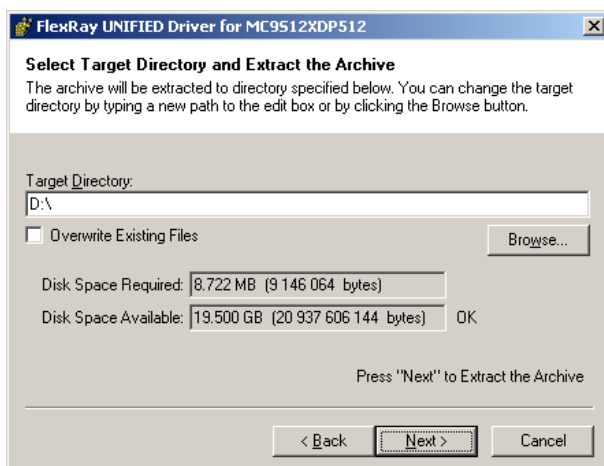 FlexRay UNIFIED Driver for MC9S12XDP512
Select Target Directory and Extract the Archive
The archive will be extracted to directory specified below. You can change the target
directory by typing a new path to the edit box or by clicking the Browse button.
Target Directory:
D:\
Overwrite Existing Files
Browse...
Disk Space Required: 8.722 MB (9 146 064 bytes)
Disk Space Available: 19.500 GB (20 937 606 144 bytes) OK
Press "Next" to Extract the Archive
< Back Next > Cancel